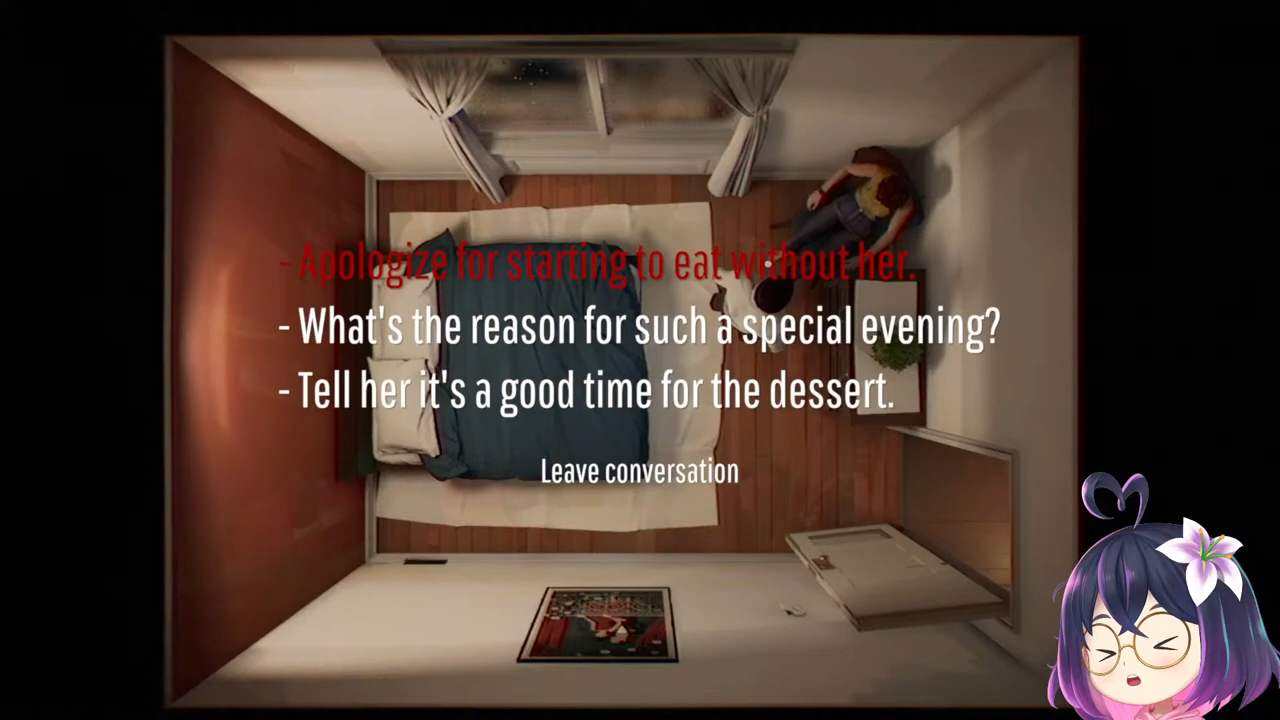 - Apologize for starting to eat without her.
- What's the reason for such a special evening?
- Tell her it's a good time for the dessert.
Leave conversation